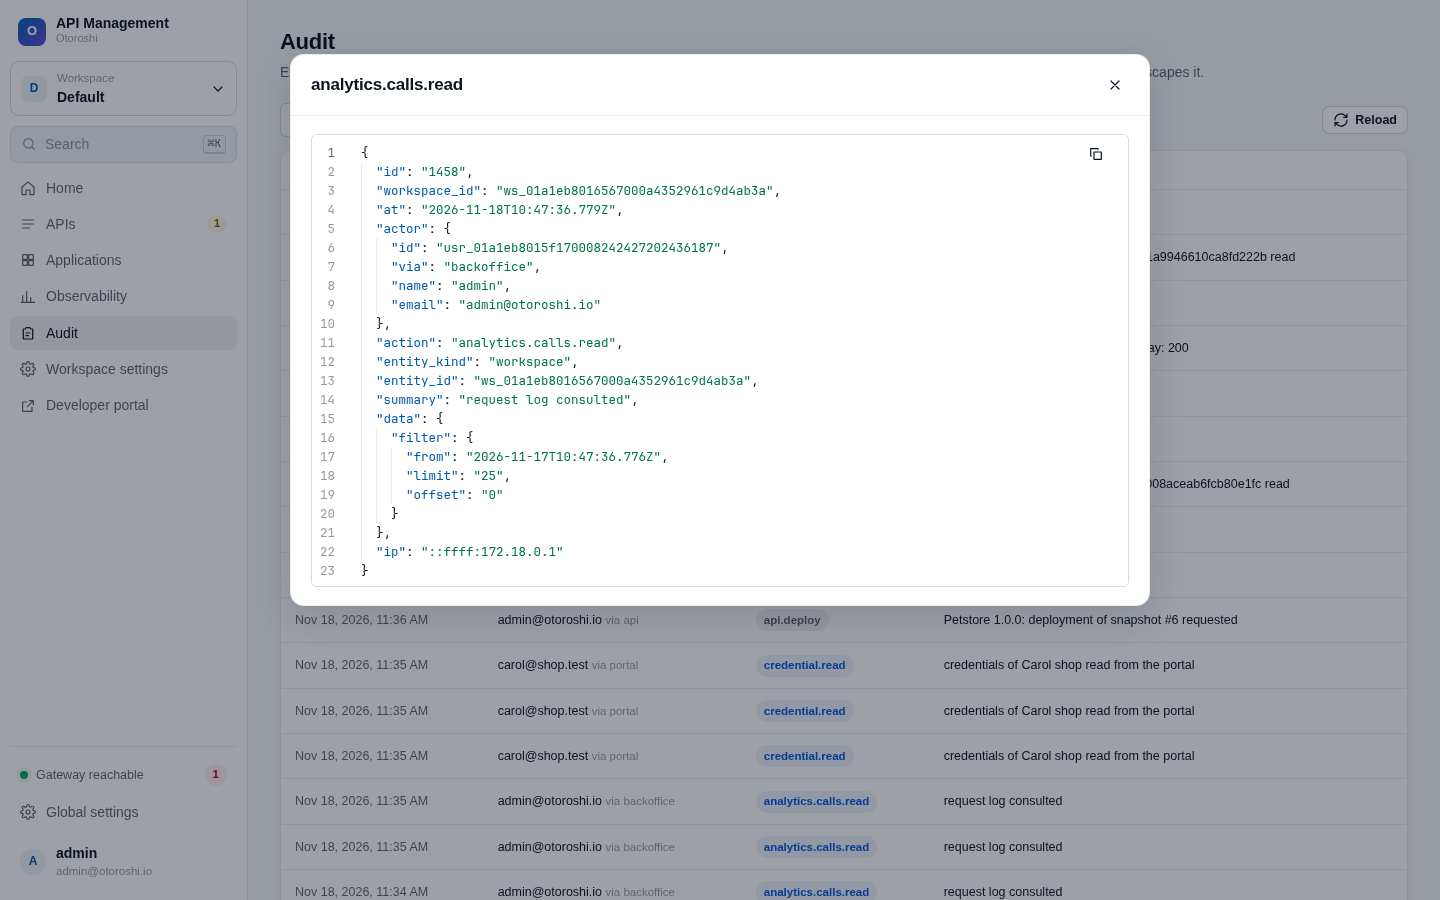 O
API Management
Otoroshi
D
Workspace
Default
Search
⌘K
Home
APIs
1
Applications
Observability
Audit
Workspace settings
Developer portal
Gateway reachable
1
Global settings
A
admin
admin@otoroshi.io
Audit
scapes it.
Reload
analytics.calls.read
1 {
2 "id": "1458",
3 "workspace_id": "ws_01a1eb8016567000a4352961c9d4ab3a",
4 "at": "2026-11-18T10:47:36.779Z",
5 "actor": {
6 "id": "usr_01a1eb8015f170008242427202436187",
7 "via": "backoffice",
8 "name": "admin",
9 "email": "admin@otoroshi.io"
10 },
11 "action": "analytics.calls.read",
12 "entity_kind": "workspace",
13 "entity_id": "ws_01a1eb8016567000a4352961c9d4ab3a",
14 "summary": "request log consulted",
15 "data": {
16 "filter": {
17 "from": "2026-11-17T10:47:36.776Z",
18 "limit": "25",
19 "offset": "0"
20 }
21 },
22 "ip": "::ffff:172.18.0.1"
23 }
1a9946610ca8fd222b read
ay: 200
008aceab6fcb80e1fc read
Nov 18, 2026, 11:36 AM admin@otoroshi.io via api api.deploy Petstore 1.0.0: deployment of snapshot #6 requested
Nov 18, 2026, 11:35 AM carol@shop.test via portal credential.read credentials of Carol shop read from the portal
Nov 18, 2026, 11:35 AM carol@shop.test via portal credential.read credentials of Carol shop read from the portal
Nov 18, 2026, 11:35 AM carol@shop.test via portal credential.read credentials of Carol shop read from the portal
Nov 18, 2026, 11:35 AM admin@otoroshi.io via backoffice analytics.calls.read request log consulted
Nov 18, 2026, 11:35 AM admin@otoroshi.io via backoffice analytics.calls.read request log consulted
Nov 18, 2026, 11:34 AM admin@otoroshi.io via backoffice analytics.calls.read request log consulted